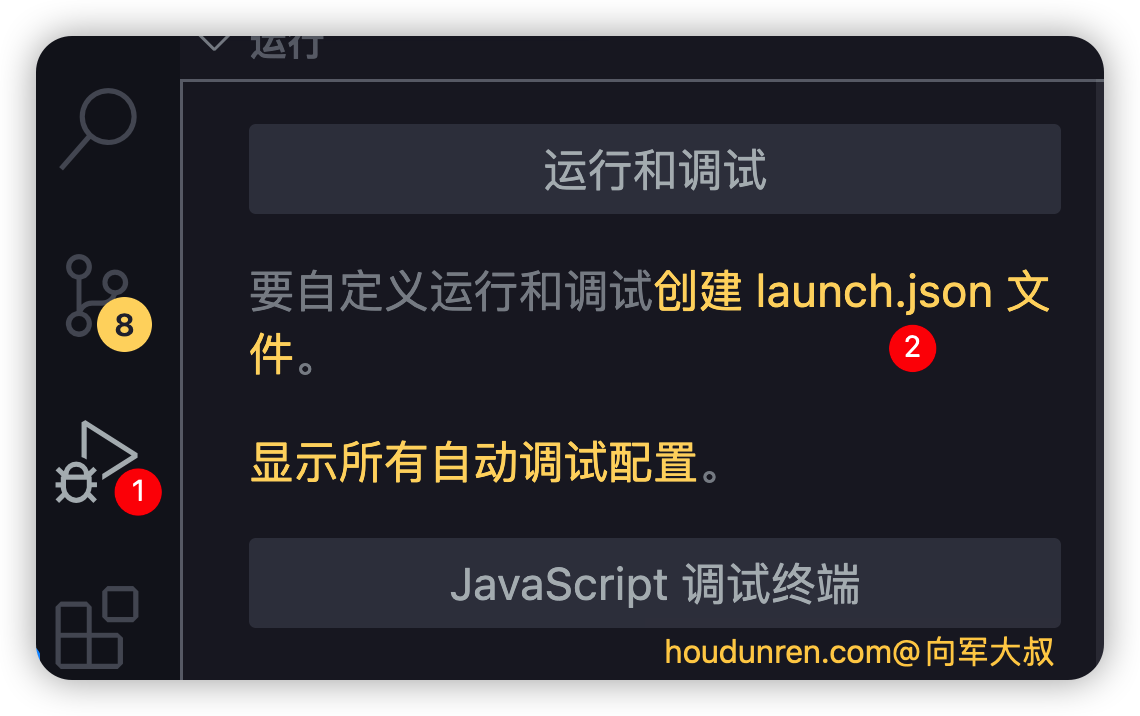 运行
运行和调试
要自定义运行和调试创建 launch.json 文
件。
2
8
显示所有自动调试配置。
1
JavaScript 调试终端
houdunren.com@向军大叔